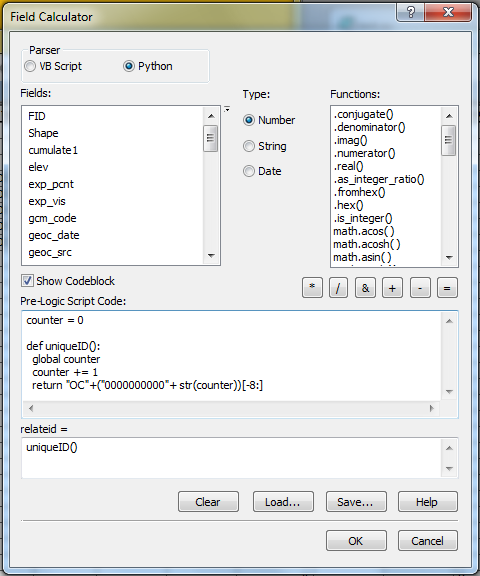 Field Calculator
Parser
VB Script
Python
Fields:
Type:
Functions:
FID
Shape
cumulate1
elev
exp_pcnt
exp_vis
gcm_code
geoc_date
geoc_src
Number
String
Date
.conjugate()
.denominator()
.imag()
.numerator()
.real()
.as_integer_ratio()
.fromhex()
.hex()
.is_integer()
math.acos( )
math.acosh( )
math.asin( )
Show Codeblock
* / & + - =
Pre-Logic Script Code:
counter = 0
def uniqueID():
  global counter
  counter += 1
  return "OC"+("0000000000"+ str(counter))[-8:]
relateid =
uniqueID()
Clear
Load...
Save...
Help
OK
Cancel